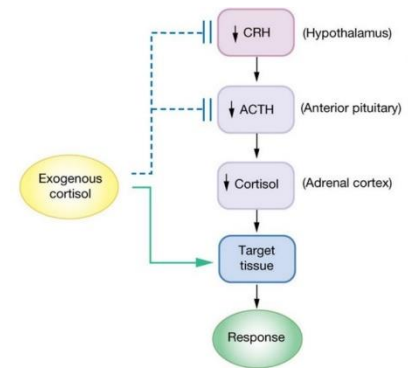 ↓ CRH (Hypothalamus)
↓ ACTH (Anterior pituitary)
Exogenous
cortisol
↓ Cortisol (Adrenal cortex)
Target
tissue
Response